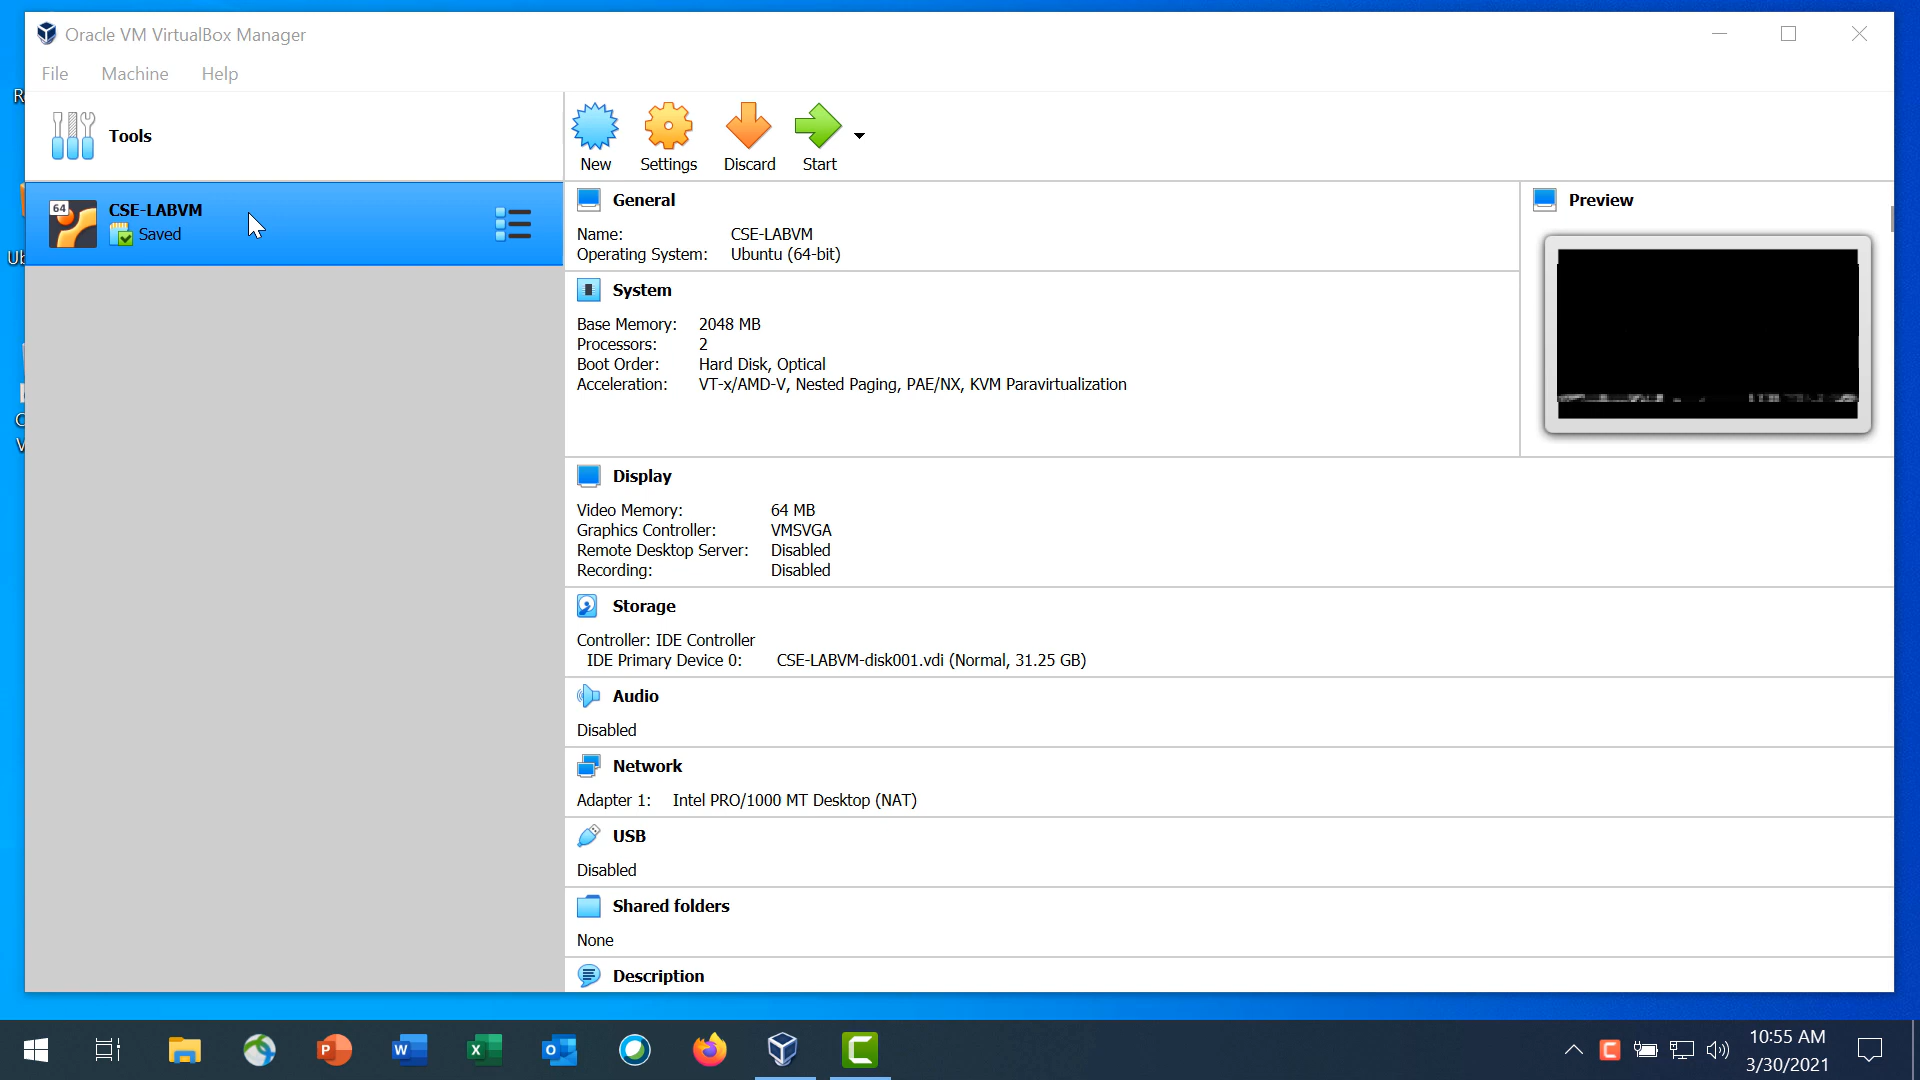 Oracle VM VirtualBox Manager
File Machine Help
Tools
New Settings Discard Start
64
CSE-LABVM
Saved
General
Name: CSE-LABVM
Operating System: Ubuntu (64-bit)
Preview
System
Base Memory: 2048 MB
Processors: 2
Boot Order: Hard Disk, Optical
Acceleration: VT-x/AMD-V, Nested Paging, PAE/NX, KVM Paravirtualization
Display
Video Memory: 64 MB
Graphics Controller: VMSVGA
Remote Desktop Server: Disabled
Recording: Disabled
Storage
Controller: IDE Controller
IDE Primary Device 0: CSE-LABVM-disk001.vdi (Normal, 31.25 GB)
Audio
Disabled
Network
Adapter 1: Intel PRO/1000 MT Desktop (NAT)
USB
Disabled
Shared folders
None
Description
10:55 AM
3/30/2021